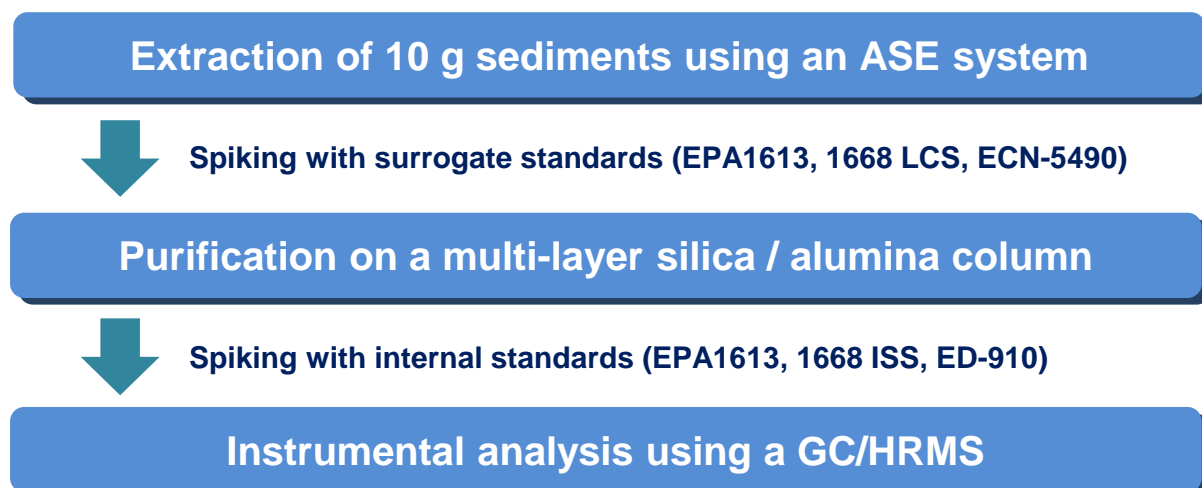 Extraction of 10 g sediments using an ASE system
Spiking with surrogate standards (EPA1613, 1668 LCS, ECN-5490)
Purification on a multi-layer silica / alumina column
Spiking with internal standards (EPA1613, 1668 ISS, ED-910)
Instrumental analysis using a GC/HRMS